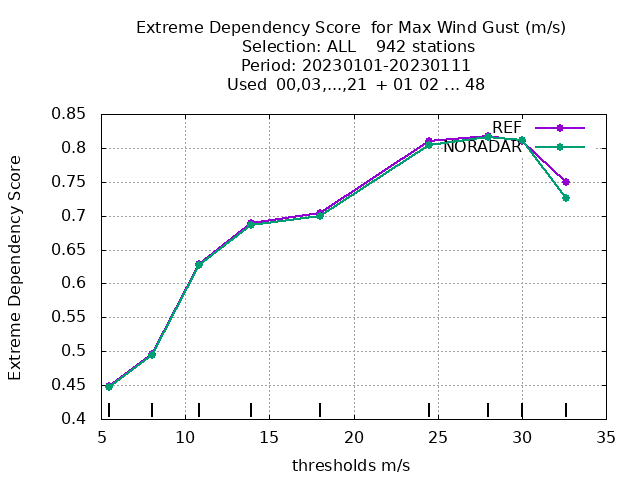 Extreme Dependency Score  for Max Wind Gust (m/s)
Selection: ALL    942 stations
Period: 20230101-20230111
Used  00,03,...,21  + 01 02 ... 48
0.85
0.8
0.75
0.7
0.65
0.6
0.55
0.5
0.45
0.4
Extreme Dependency Score
REF
NORADAR
5 10 15 20 25 30 35
thresholds m/s